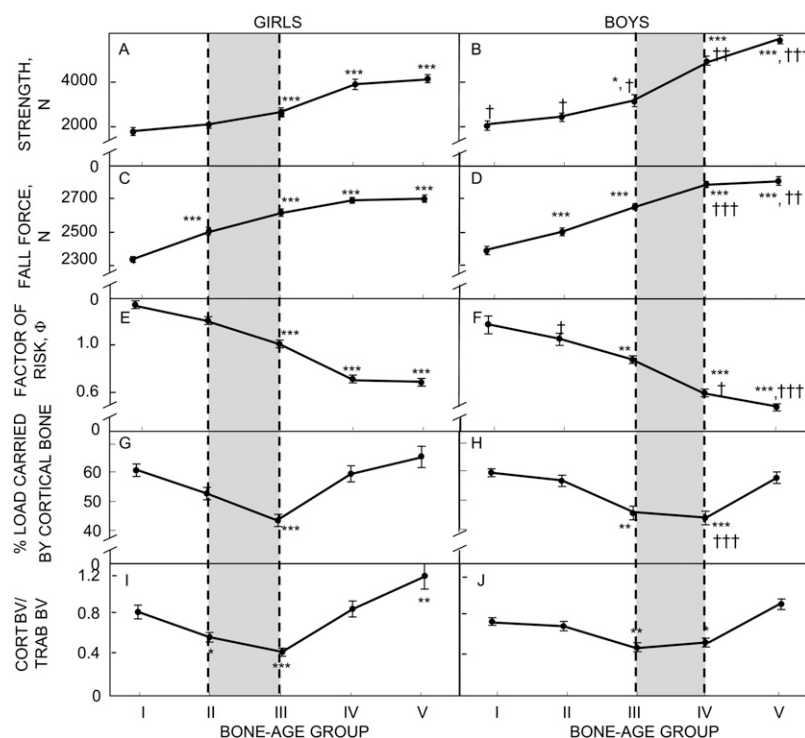 GIRLS BOYS
A B
STRENGTH, N
4000
2000
0
*** *** ***
† † *, † *** †† ***, †††
C D
FALL FORCE, N
2700
2500
2300
0
*** *** *** ***
*** *** *** ††† ***, ††
E F
FACTOR OF RISK, Φ
1.0
0.6
0
*** *** ***
† ** *** † ***,†††
G H
% LOAD CARRIED BY CORTICAL BONE
60
50
40
0
***
** *** †††
I J
CORT BV/ TRAB BV
1.2
0.8
0.4
0
* *** **
** *
I II III IV V I II III IV V
BONE-AGE GROUP BONE-AGE GROUP